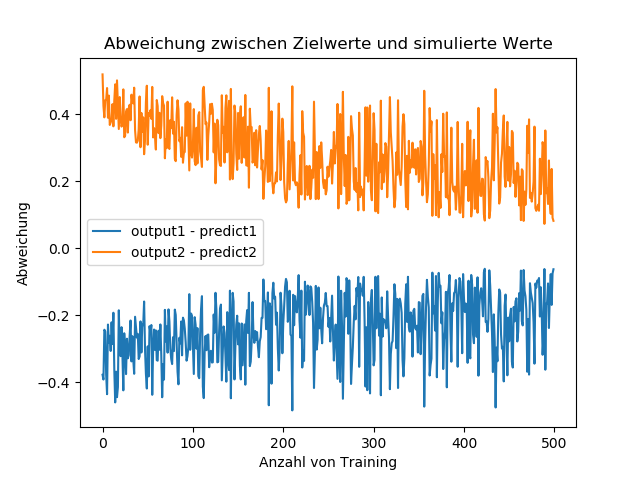 Abweichung zwischen Zielwerte und simulierte Werte
Abweichung
0.4
0.2
0.0
−0.2
−0.4
output1 - predict1
output2 - predict2
0 100 200 300 400 500
Anzahl von Training